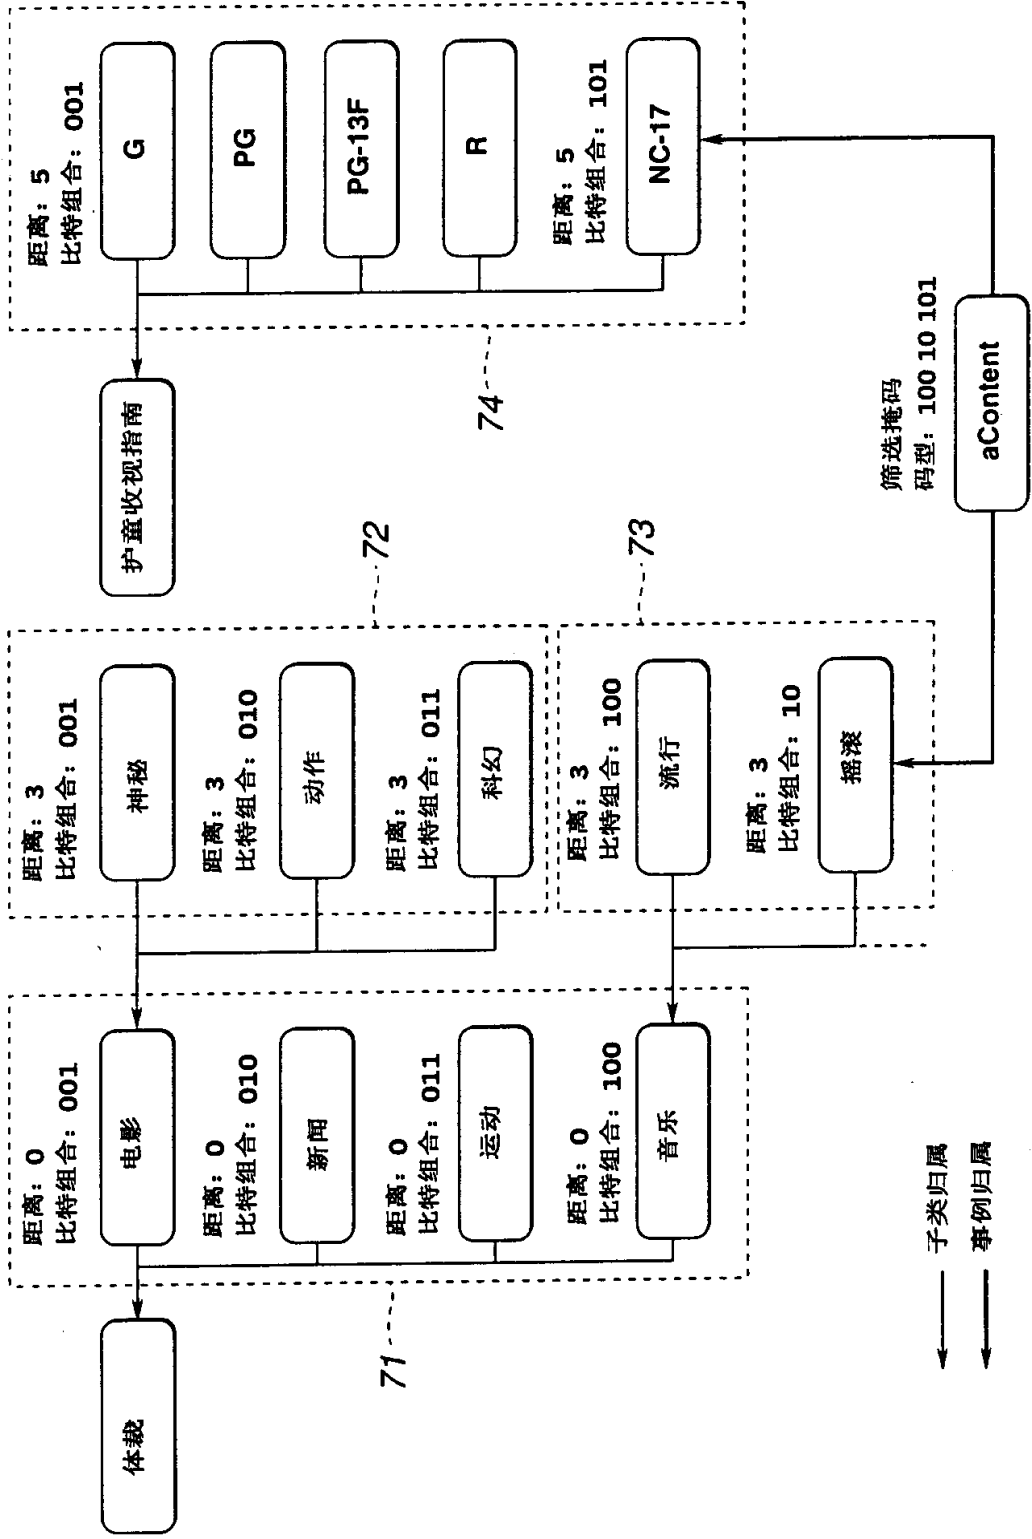 体裁
距离: 0
比特组合: 001
电影
距离: 0
比特组合: 010
新闻
距离: 0
比特组合: 011
运动
距离: 0
比特组合: 100
音乐
71
距离: 3
比特组合: 001
神秘
距离: 3
比特组合: 010
动作
距离: 3
比特组合: 011
科幻
72
距离: 3
比特组合: 100
流行
距离: 3
比特组合: 10
摇滚
73
护童收视指南
距离: 5
比特组合: 001
G
PG
PG-13F
R
距离: 5
比特组合: 101
NC-17
74
筛选掩码
码型: 100 10 101
aContent
子类归属
事例归属